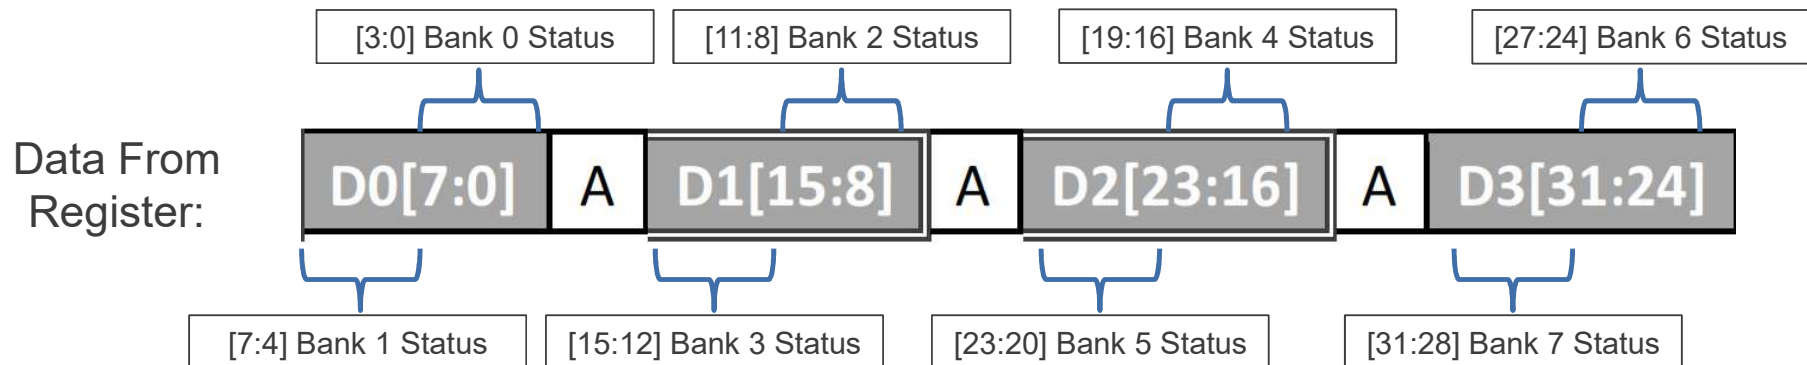 [3:0] Bank 0 Status
[11:8] Bank 2 Status
[19:16] Bank 4 Status
[27:24] Bank 6 Status
Data From
Register:
D0[7:0]
A
D1[15:8]
A
D2[23:16]
A
D3[31:24]
[7:4] Bank 1 Status
[15:12] Bank 3 Status
[23:20] Bank 5 Status
[31:28] Bank 7 Status